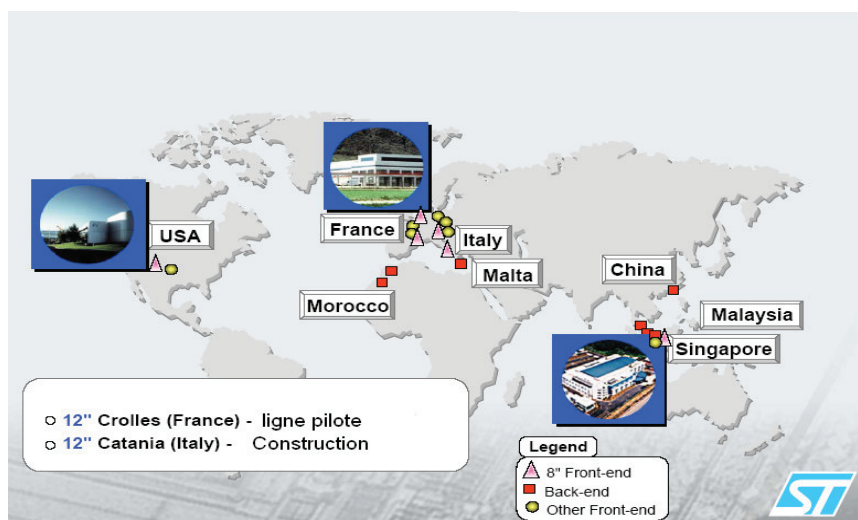 USA
France
Italy
Malta
Morocco
China
Malaysia
Singapore
12" Crolles (France) - ligne pilote
12" Catania (Italy) - Construction
Legend
8" Front-end
Back-end
Other Front-end
ST